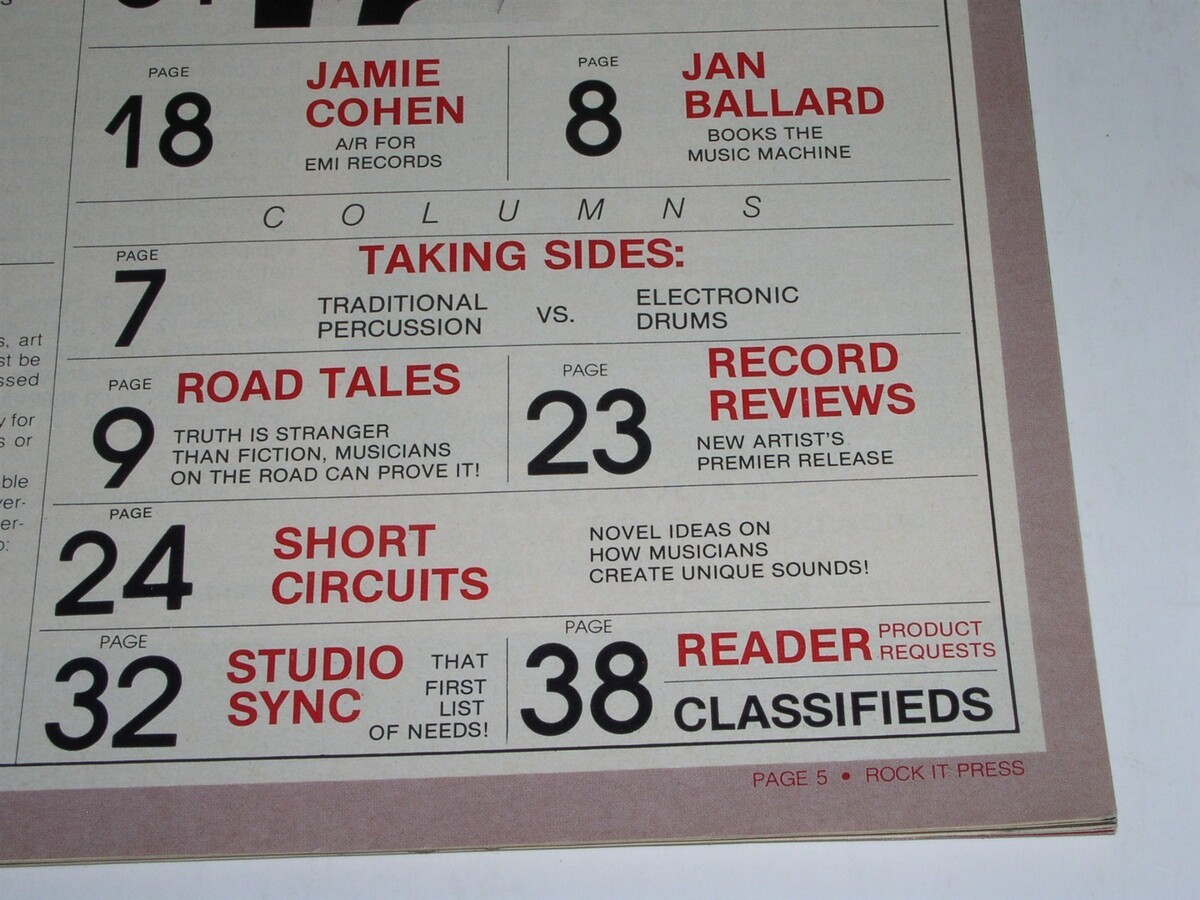 PAGE
18
JAMIE
COHEN
A/R FOR
EMI RECORDS
PAGE
8
JAN
BALLARD
BOOKS THE
MUSIC MACHINE
COLUMNS
PAGE
7
TAKING SIDES:
TRADITIONAL
PERCUSSION
VS.
ELECTRONIC
DRUMS
PAGE
9
ROAD TALES
TRUTH IS STRANGER
THAN FICTION, MUSICIANS
ON THE ROAD CAN PROVE IT!
PAGE
23
RECORD
REVIEWS
NEW ARTIST'S
PREMIER RELEASE
PAGE
24
SHORT
CIRCUITS
NOVEL IDEAS ON
HOW MUSICIANS
CREATE UNIQUE SOUNDS!
PAGE
32
STUDIO
SYNC
THAT
FIRST
LIST
OF NEEDS!
PAGE
38
READER PRODUCT
REQUESTS
CLASSIFIEDS
PAGE 5 • ROCK IT PRESS
art
be
for
or